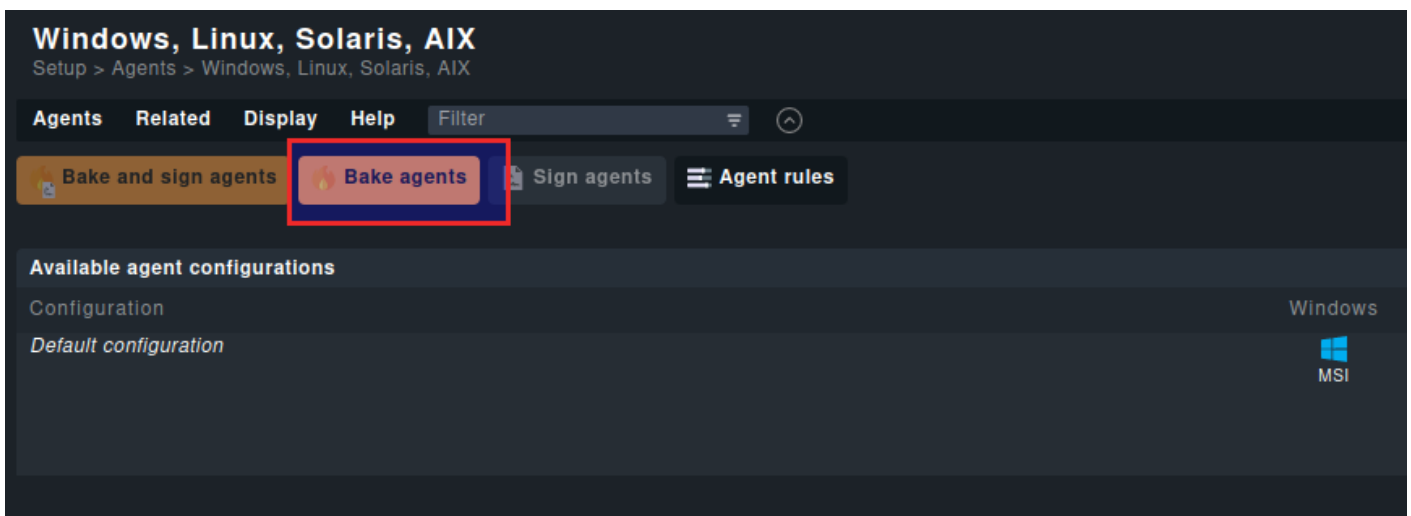 Windows, Linux, Solaris, AIX
Setup > Agents > Windows, Linux, Solaris, AIX
Agents Related Display Help Filter
Bake and sign agents Bake agents Sign agents Agent rules
Available agent configurations
Configuration Windows
Default configuration
MSI